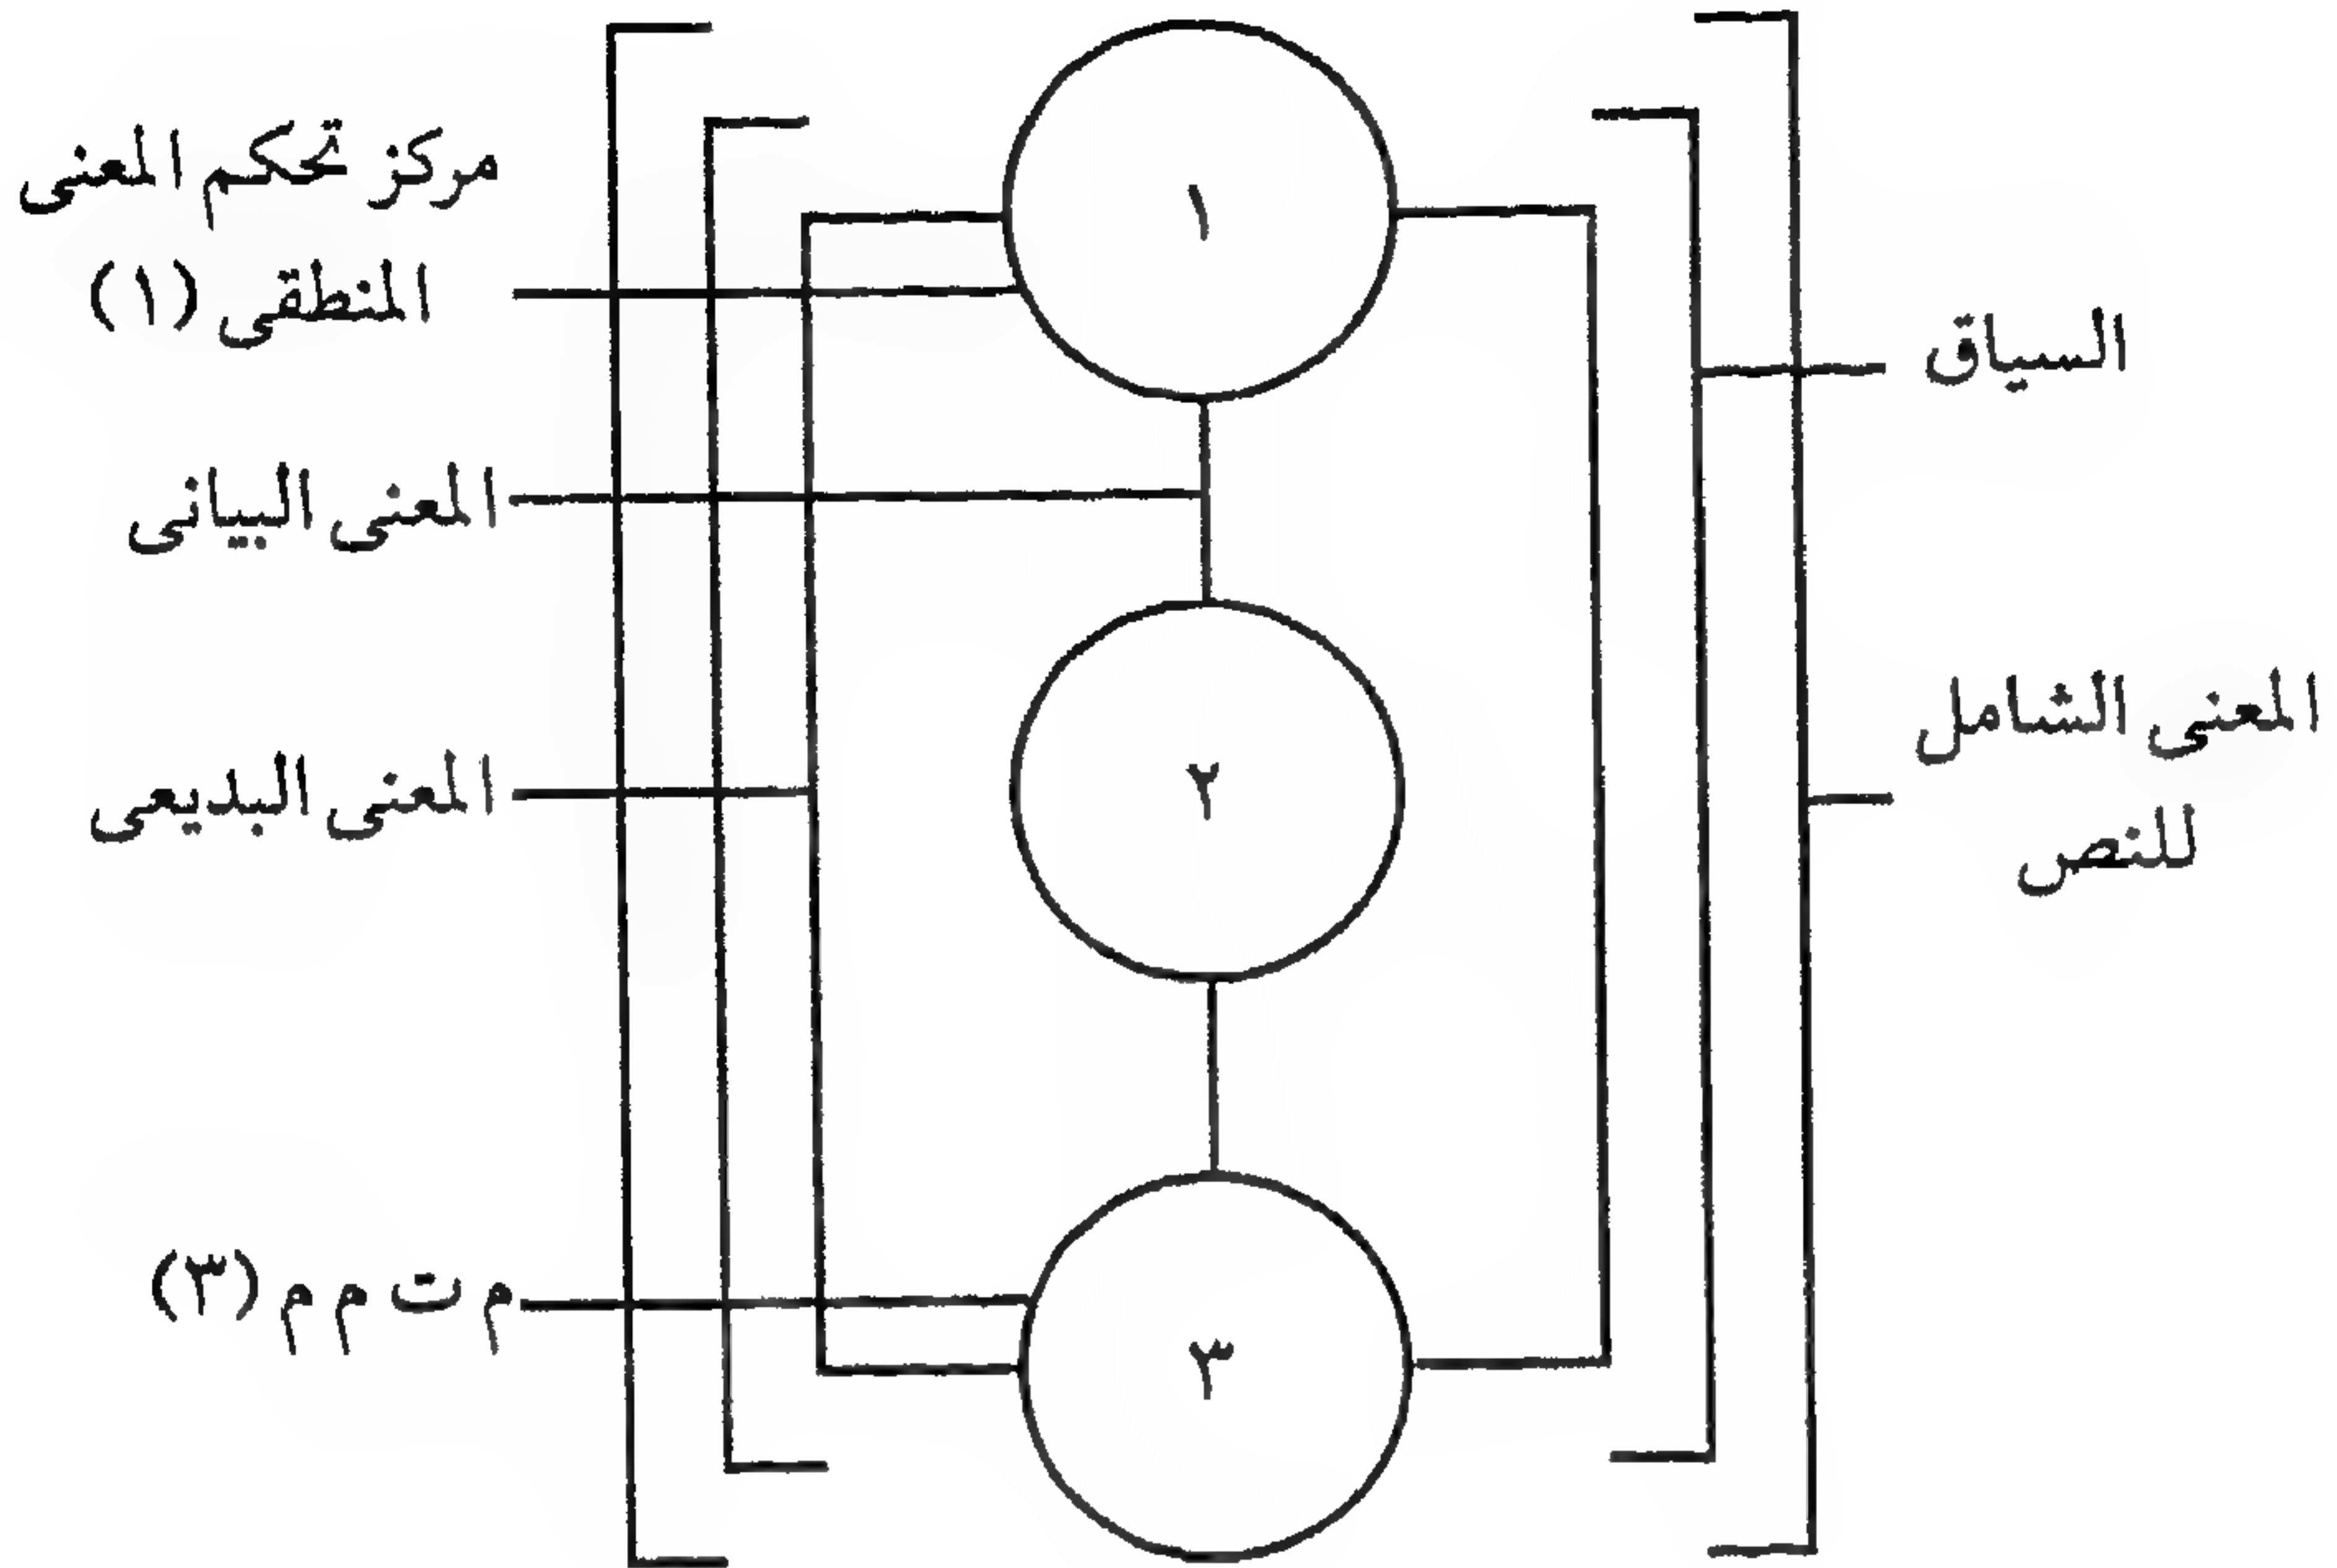 مركز تحكم المعنى
المنطقى (١)
المعنى البيانى
المعنى البديعى
م ت م م (٣)
١
٢
٣
السياق
المعنى الشامل
للنص